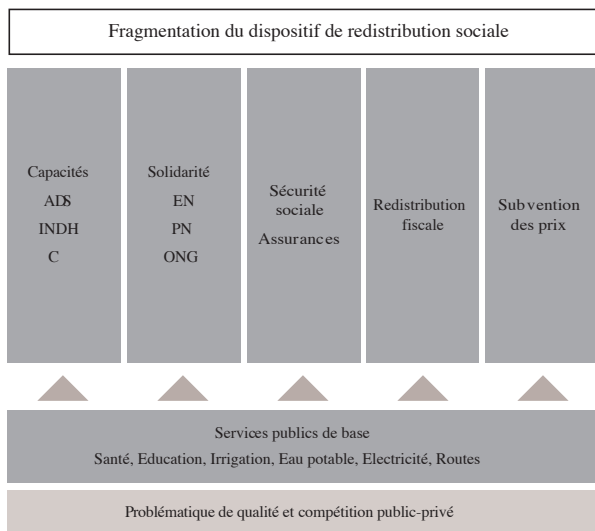 Fragmentation du dispositif de redistribution sociale
Capacités
ADS
INDH
C
Solidarité
EN
PN
ONG
Sécurité
sociale
Assurances
Redistribution
fiscale
Subvention
des prix
Services publics de base
Santé, Education, Irrigation, Eau potable, Electricité, Routes
Problématique de qualité et compétition public-privé